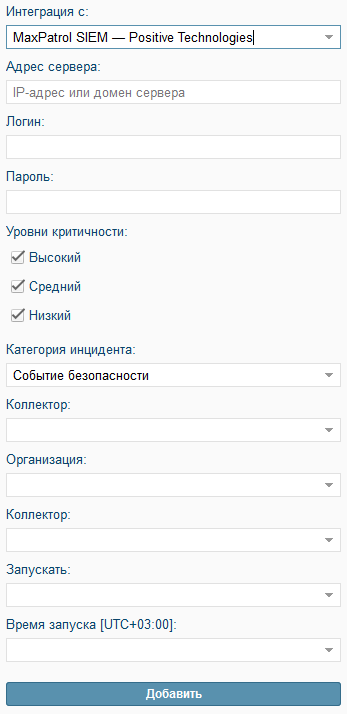 Интеграция с:
MaxPatrol SIEM — Positive Technologies
Адрес сервера:
IP-адрес или домен сервера
Логин:
Пароль:
Уровни критичности:
Высокий
Средний
Низкий
Категория инцидента:
Событие безопасности
Коллектор:
Организация:
Коллектор:
Запускать:
Время запуска [UTC+03:00]:
Добавить